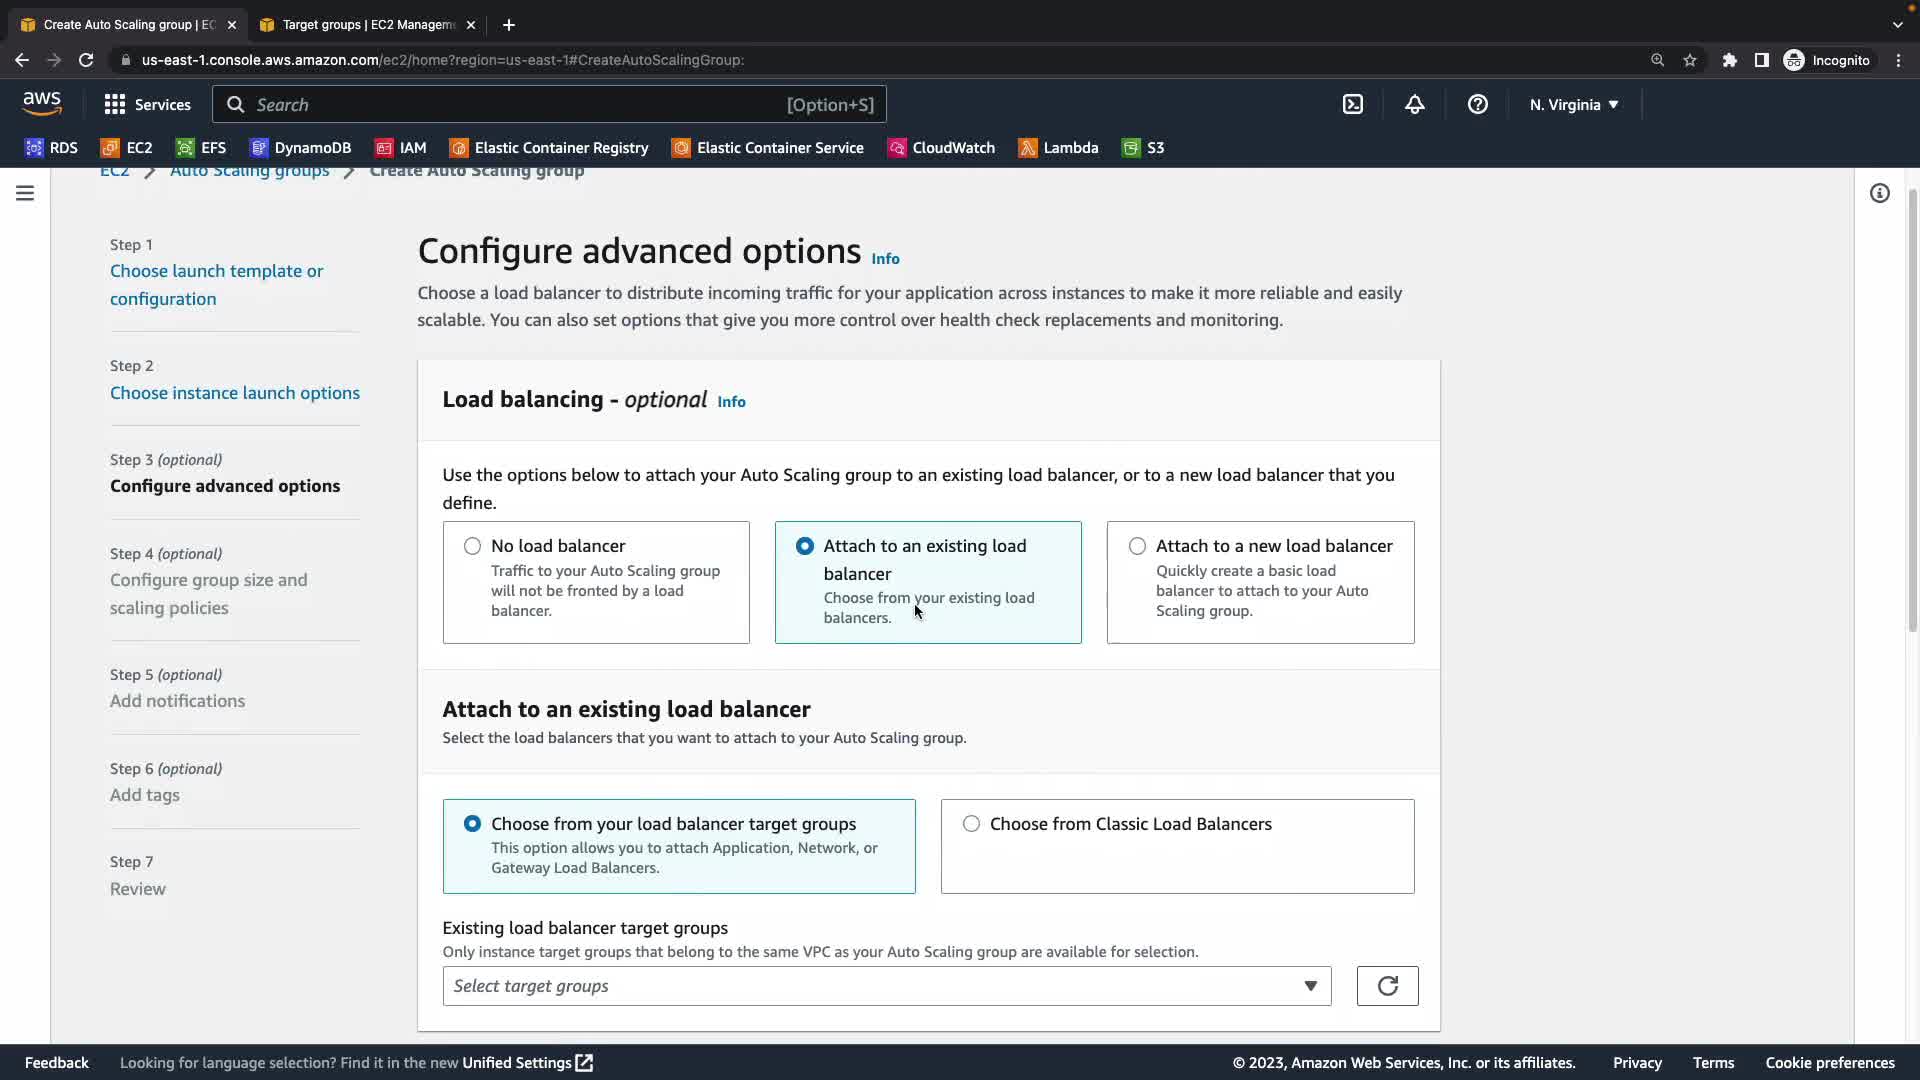 Create Auto Scaling group | EC
Target groups | EC2 Managem
us-east-1.console.aws.amazon.com/ec2/home?region=us-east-1#CreateAutoScalingGroup:
Incognito
aws
Services
Search
[Option+S]
N. Virginia
RDS
EC2
EFS
DynamoDB
IAM
Elastic Container Registry
Elastic Container Service
CloudWatch
Lambda
S3
EC2
Auto Scaling groups
Create Auto Scaling group
Step 1
Choose launch template or
configuration
Step 2
Choose instance launch options
Step 3 (optional)
Configure advanced options
Step 4 (optional)
Configure group size and
scaling policies
Step 5 (optional)
Add notifications
Step 6 (optional)
Add tags
Step 7
Review
Configure advanced options Info
Choose a load balancer to distribute incoming traffic for your application across instances to make it more reliable and easily
scalable. You can also set options that give you more control over health check replacements and monitoring.
Load balancing - optional Info
Use the options below to attach your Auto Scaling group to an existing load balancer, or to a new load balancer that you
define.
No load balancer
Traffic to your Auto Scaling group
will not be fronted by a load
balancer.
Attach to an existing load
balancer
Choose from your existing load
balancers.
Attach to a new load balancer
Quickly create a basic load
balancer to attach to your Auto
Scaling group.
Attach to an existing load balancer
Select the load balancers that you want to attach to your Auto Scaling group.
Choose from your load balancer target groups
This option allows you to attach Application, Network, or
Gateway Load Balancers.
Choose from Classic Load Balancers
Existing load balancer target groups
Only instance target groups that belong to the same VPC as your Auto Scaling group are available for selection.
Select target groups
Feedback
Looking for language selection? Find it in the new Unified Settings
© 2023, Amazon Web Services, Inc. or its affiliates.
Privacy
Terms
Cookie preferences